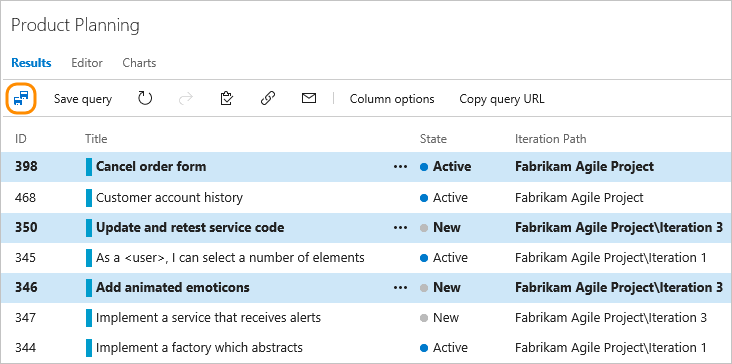 Product Planning
Results Editor Charts
Save query Column options Copy query URL
ID Title State Iteration Path
398 Cancel order form ••• Active Fabrikam Agile Project
468 Customer account history Active Fabrikam Agile Project
350 Update and retest service code ••• New Fabrikam Agile Project\Iteration 3
345 As a <user>, I can select a number of elements Active Fabrikam Agile Project\Iteration 1
346 Add animated emoticons ••• New Fabrikam Agile Project\Iteration 3
347 Implement a service that receives alerts New Fabrikam Agile Project\Iteration 3
344 Implement a factory which abstracts Active Fabrikam Agile Project\Iteration 1